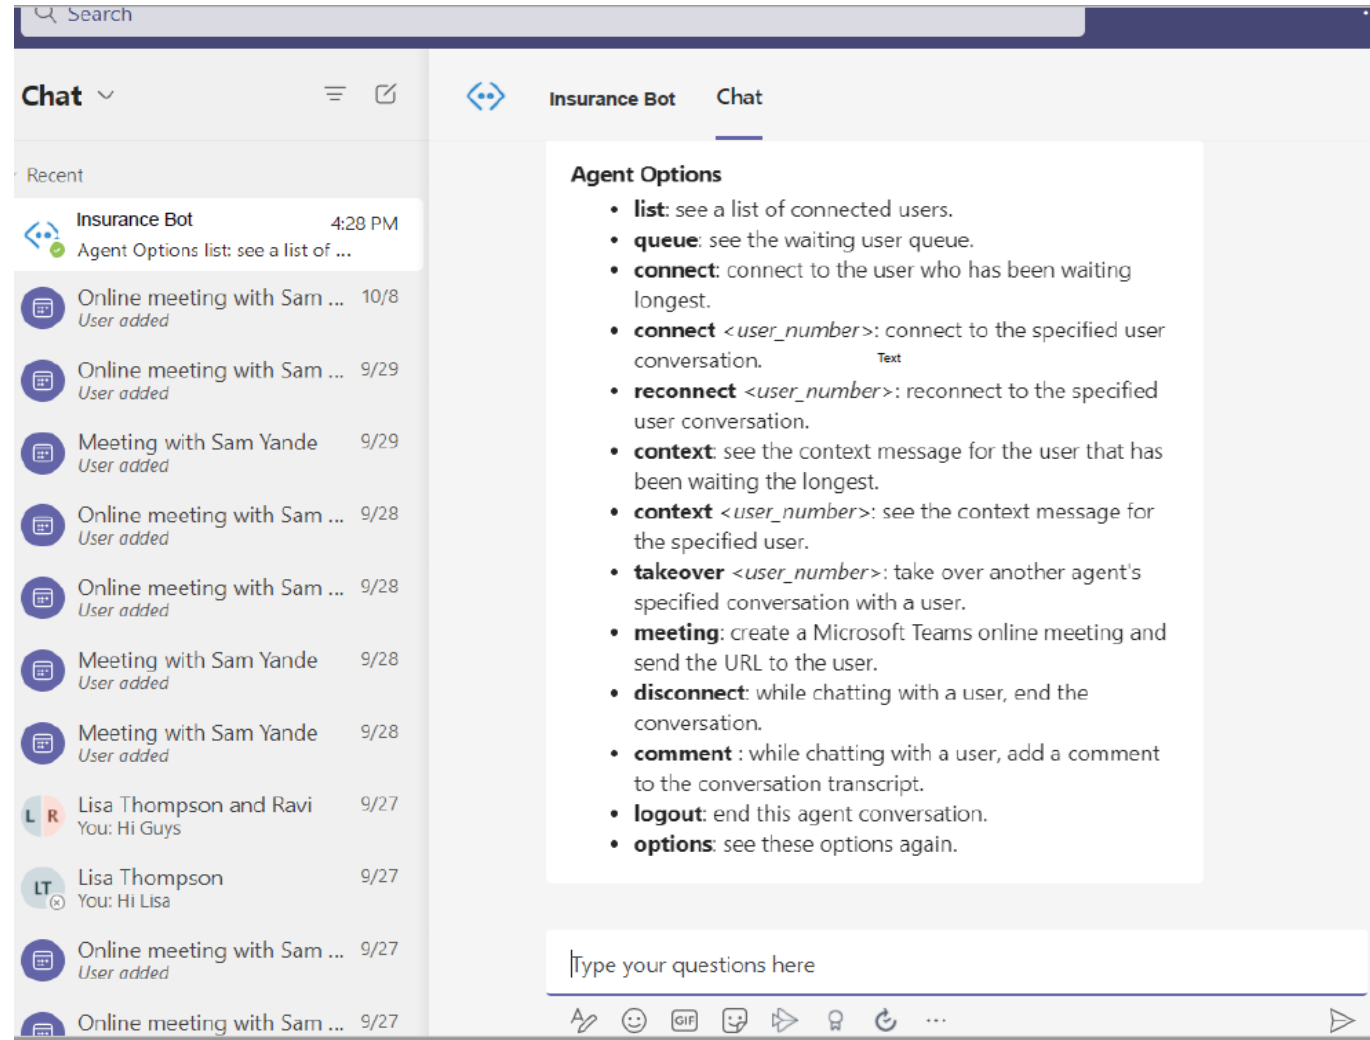 Search
Chat
Recent
Insurance Bot 4:28 PM
Agent Options list: see a list of ...
Online meeting with Sam ... 10/8
User added
Online meeting with Sam ... 9/29
User added
Meeting with Sam Yande 9/29
User added
Online meeting with Sam ... 9/28
User added
Online meeting with Sam ... 9/28
User added
Meeting with Sam Yande 9/28
User added
Meeting with Sam Yande 9/28
User added
L R
Lisa Thompson and Ravi 9/27
You: Hi Guys
LT
Lisa Thompson 9/27
You: Hi Lisa
Online meeting with Sam ... 9/27
User added
Online meeting with Sam ... 9/27
Insurance Bot Chat
Agent Options
• list: see a list of connected users.
• queue: see the waiting user queue.
• connect: connect to the user who has been waiting
longest.
• connect <user_number>: connect to the specified user
conversation. Text
• reconnect <user_number>: reconnect to the specified
user conversation.
• context: see the context message for the user that has
been waiting the longest.
• context <user_number>: see the context message for
the specified user.
• takeover <user_number>: take over another agent's
specified conversation with a user.
• meeting: create a Microsoft Teams online meeting and
send the URL to the user.
• disconnect: while chatting with a user, end the
conversation.
• comment : while chatting with a user, add a comment
to the conversation transcript.
• logout: end this agent conversation.
• options: see these options again.
Type your questions here
GIF
...